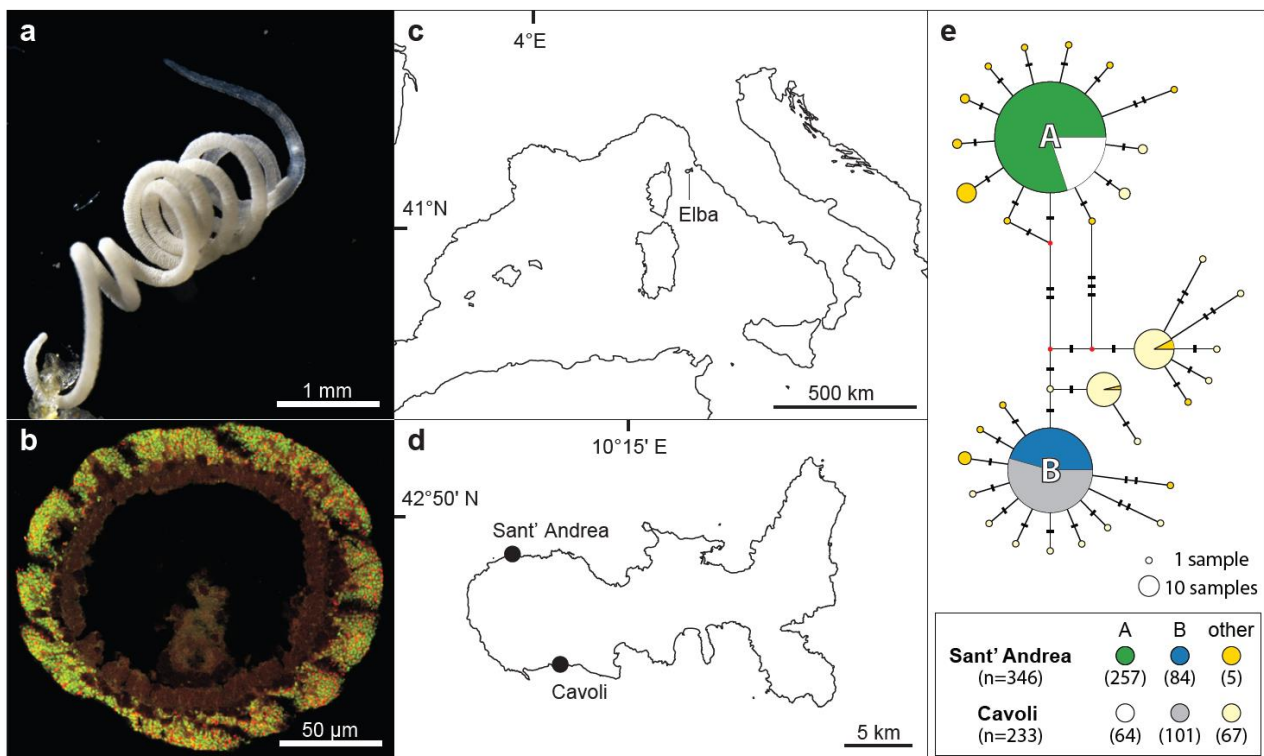 a
1 mm
b
50 µm
c
4°E
41°N
Elba
500 km
d
10°15' E
42°50' N
Sant' Andrea
Cavoli
5 km
e
A
B
1 sample
10 samples
A B other
Sant' Andrea
(n=346) (257) (84) (5)
Cavoli
(n=233) (64) (101) (67)